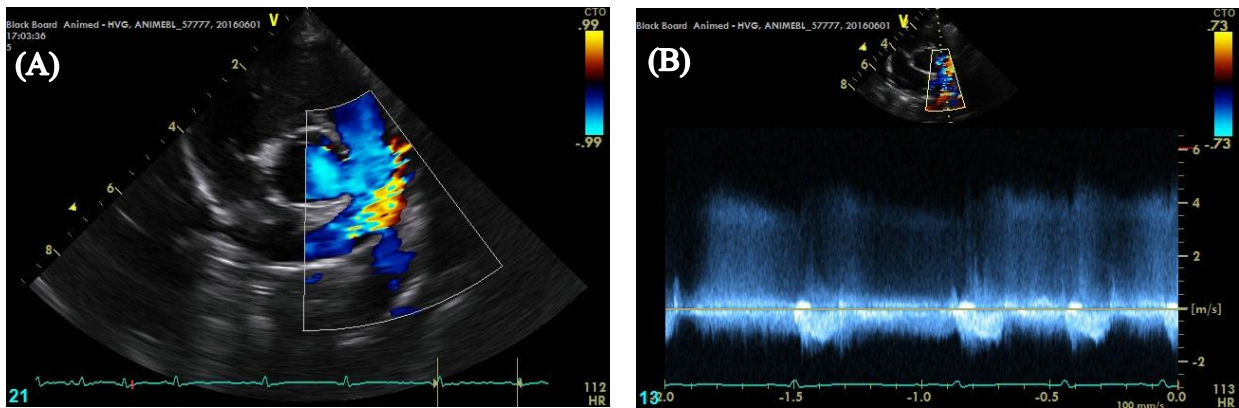 Black Board Animed - HVG, ANIMEBL_57777, 20160601
17:03:36
5
(A)
V
CTO
.99
-.99
2
4
6
8
21
112
HR
Black Board Animed - HVG, ANIMEBL_57777, 20160601
(B)
V
CTO
.73
-.73
4
6
8
6
4
2
[m/s]
-2
13
-2.0
-1.5
-1.0
-0.5
0.0
100 mm/s
113
HR